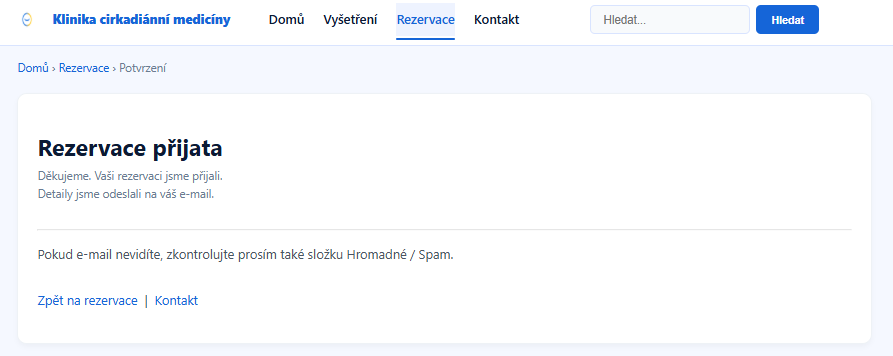 Klinika cirkadiánní medicíny Domů Vyšetření Rezervace Kontakt Hledat... Hledat
Domů › Rezervace › Potvrzení
Rezervace přijata
Děkujeme. Vaši rezervaci jsme přijali.
Detaily jsme odeslali na váš e-mail.
Pokud e-mail nevidíte, zkontrolujte prosím také složku Hromadné / Spam.
Zpět na rezervace | Kontakt